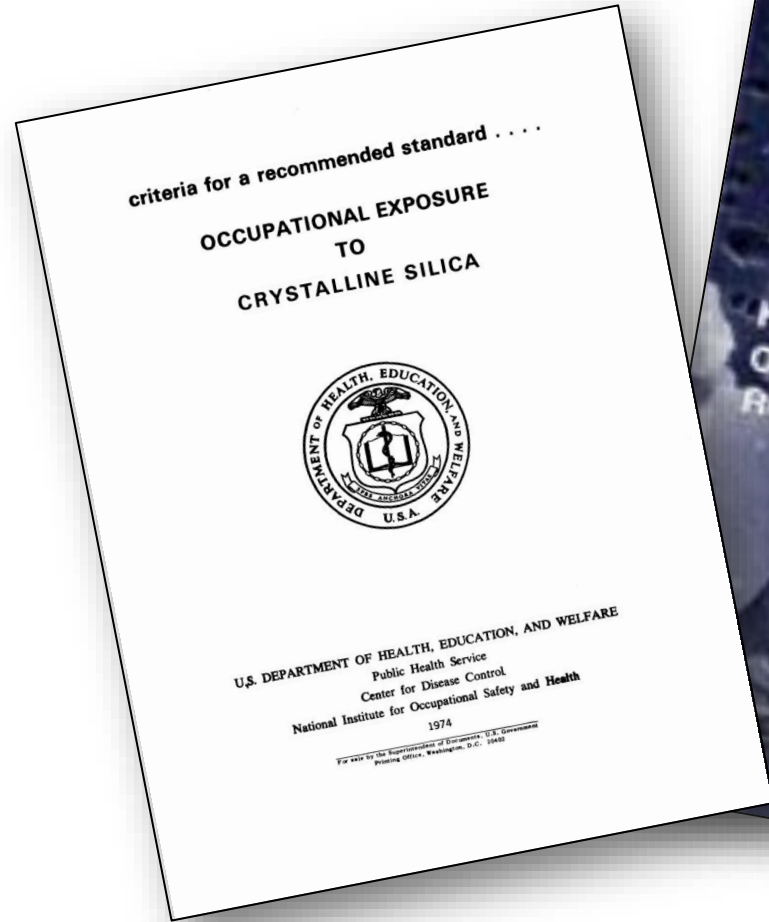 criteria for a recommended standard . . . .
OCCUPATIONAL EXPOSURE
TO
CRYSTALLINE SILICA
DEPARTMENT OF HEALTH, EDUCATION, AND WELFARE
U.S.A.
U.S. DEPARTMENT OF HEALTH, EDUCATION, AND WELFARE
Public Health Service
Center for Disease Control
National Institute for Occupational Safety and Health
1974
For sale by the Superintendent of Documents, U.S. Government
Printing Office, Washington, D.C. 20402